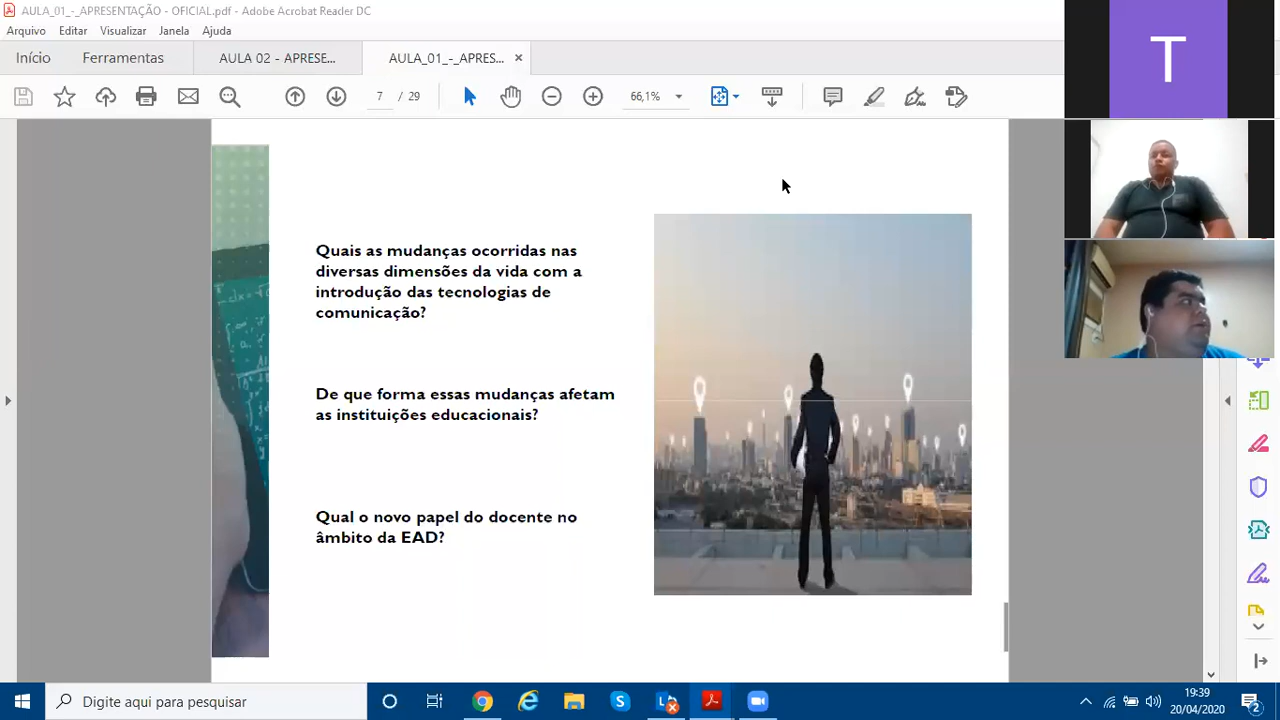 AULA_01_-_APRESENTAÇÃO - OFICIAL.pdf - Adobe Acrobat Reader DC
Arquivo Editar Visualizar Janela Ajuda
Início Ferramentas AULA 02 - APRESE... AULA_01_-_APRES... ×
7 / 29 66,1%
T
Quais as mudanças ocorridas nas
diversas dimensões da vida com a
introdução das tecnologias de
comunicação?
De que forma essas mudanças afetam
as instituições educacionais?
Qual o novo papel do docente no
âmbito da EAD?
Digite aqui para pesquisar
19:39
20/04/2020
2